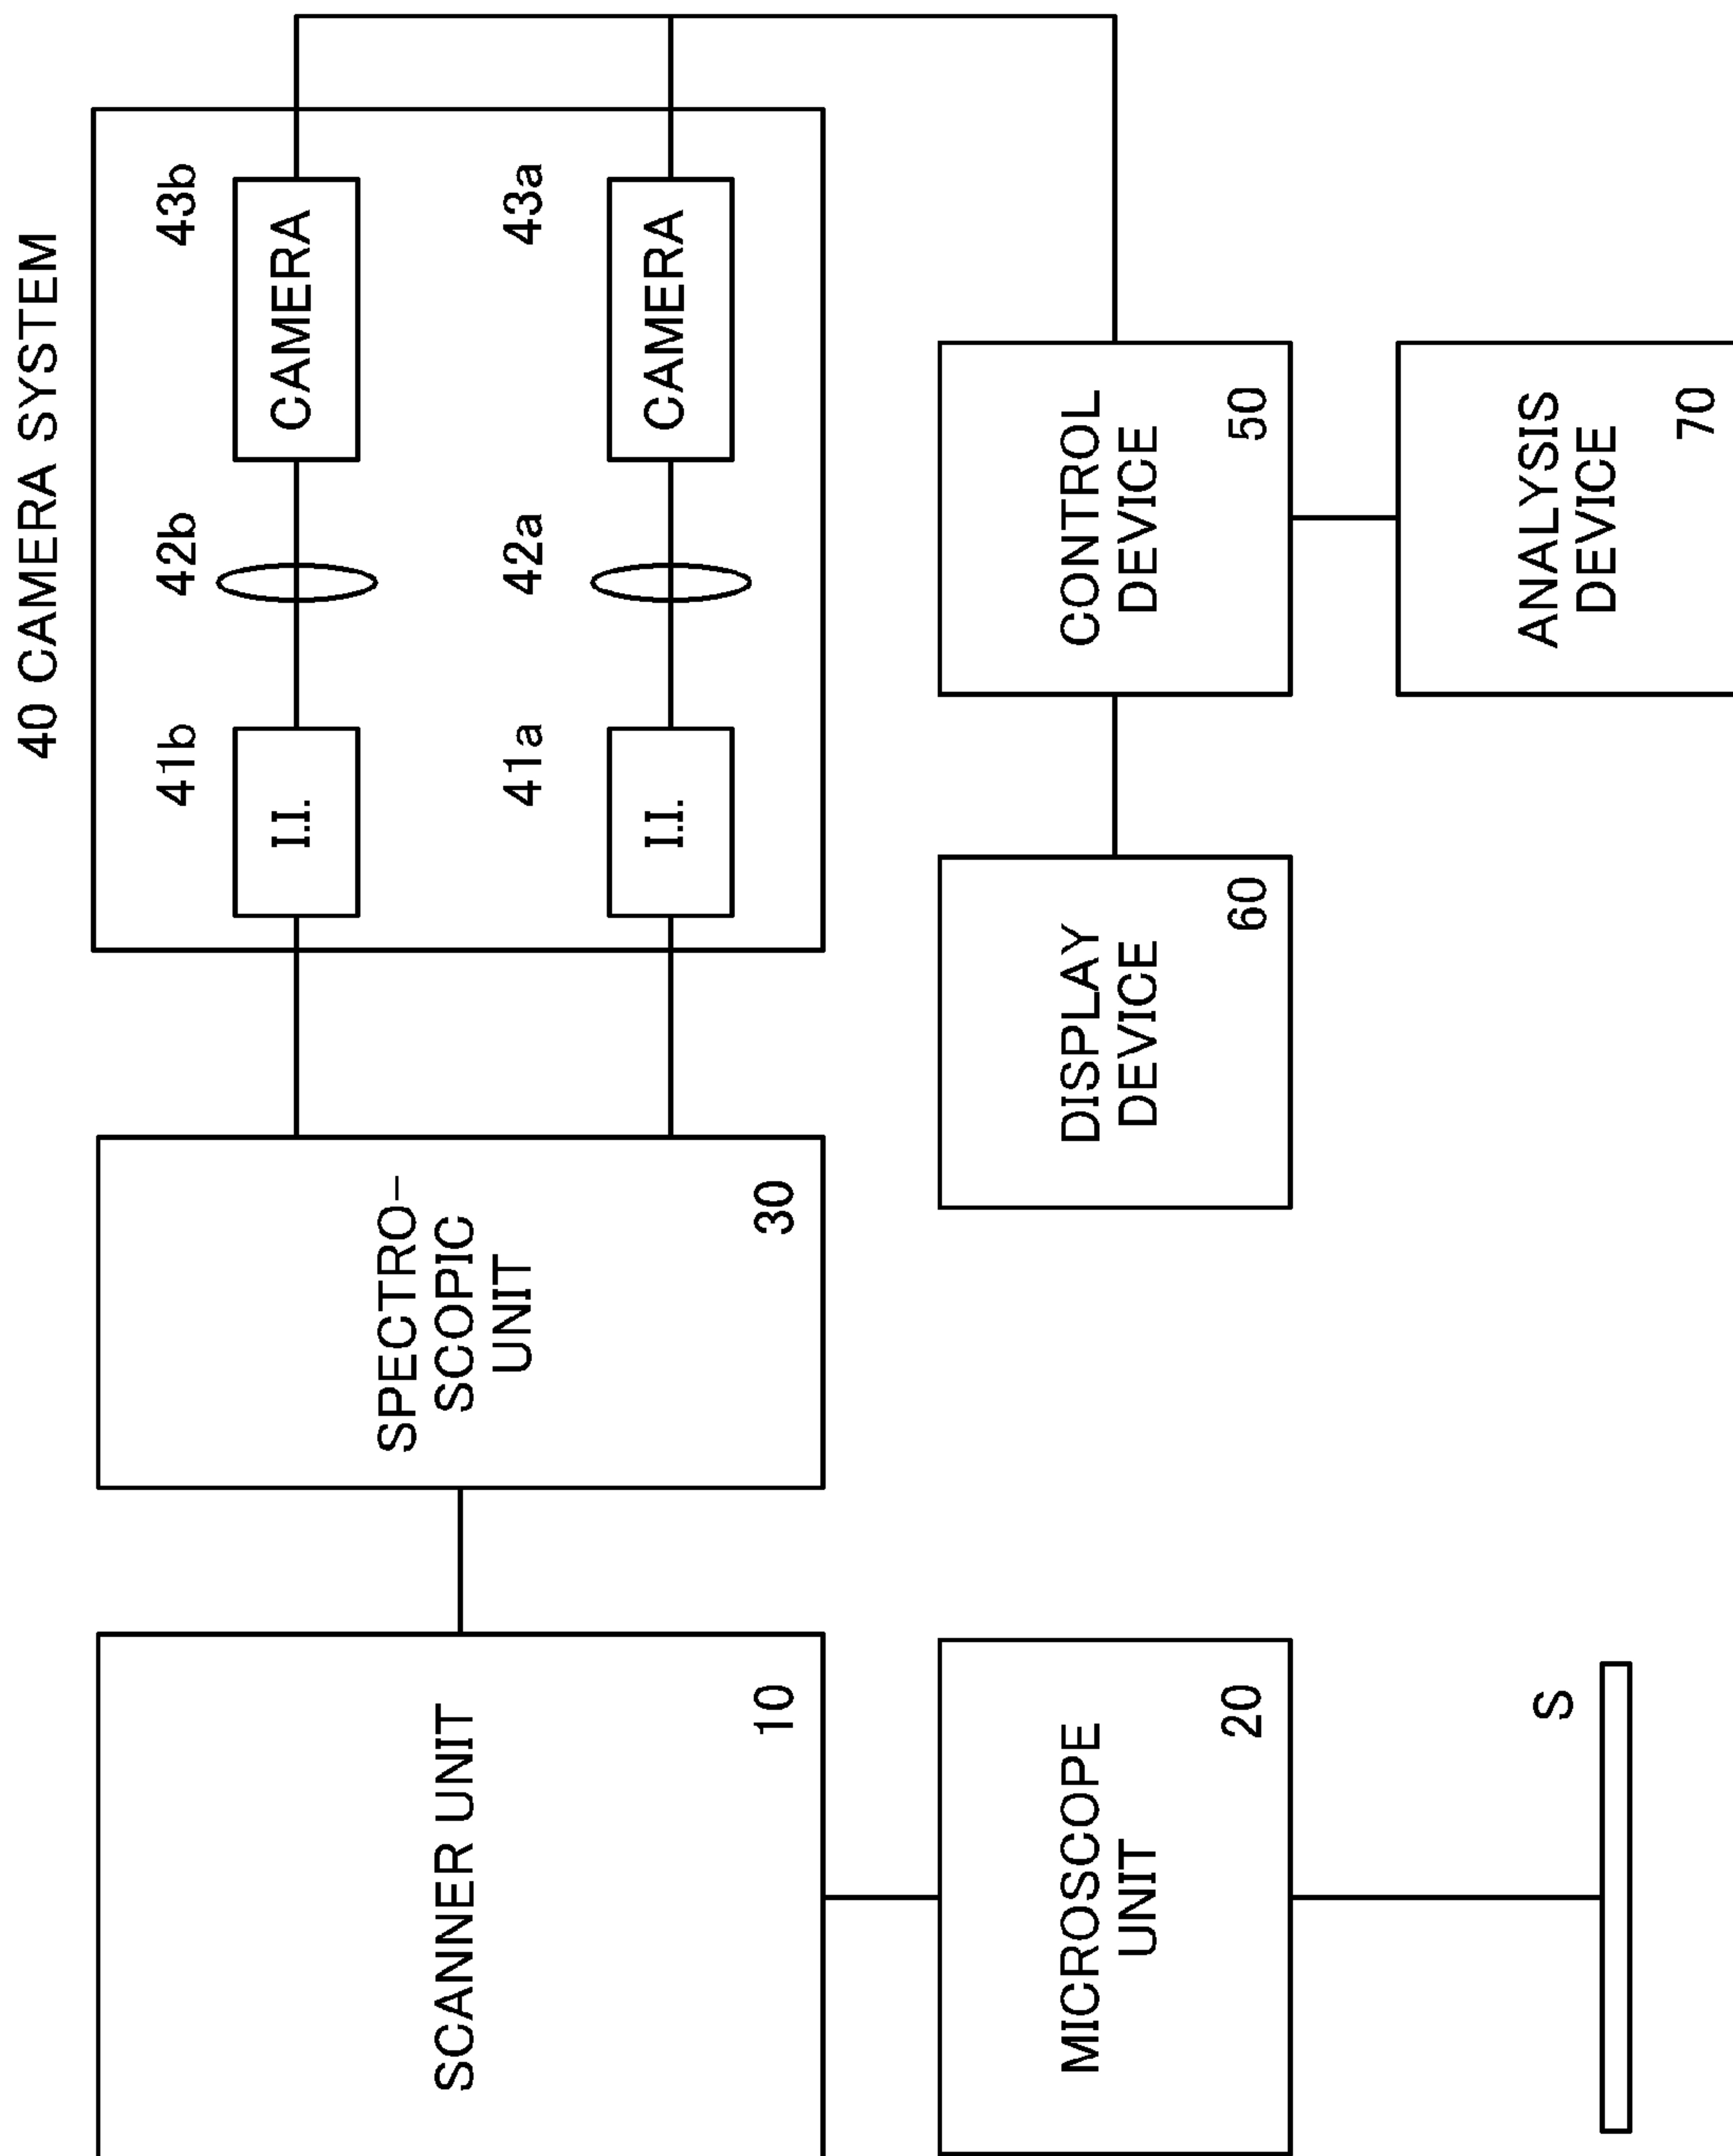 40 CAMERA SYSTEM
41b
42b
43b
I.I.
CAMERA
41a
42a
43a
I.I.
CAMERA
SPECTRO-
SCOPIC
UNIT
30
SCANNER UNIT
10
MICROSCOPE
UNIT
20
S
DISPLAY
DEVICE
60
CONTROL
DEVICE
50
ANALYSIS
DEVICE
70